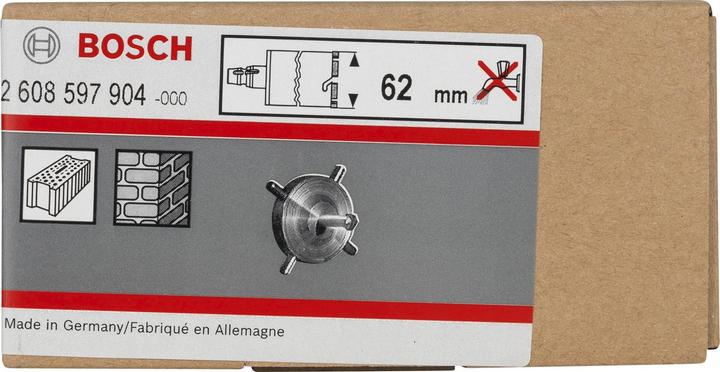 BOSCH
2 608 597 904 -000
62 mm
Made in Germany/Fabriqué en Allemagne